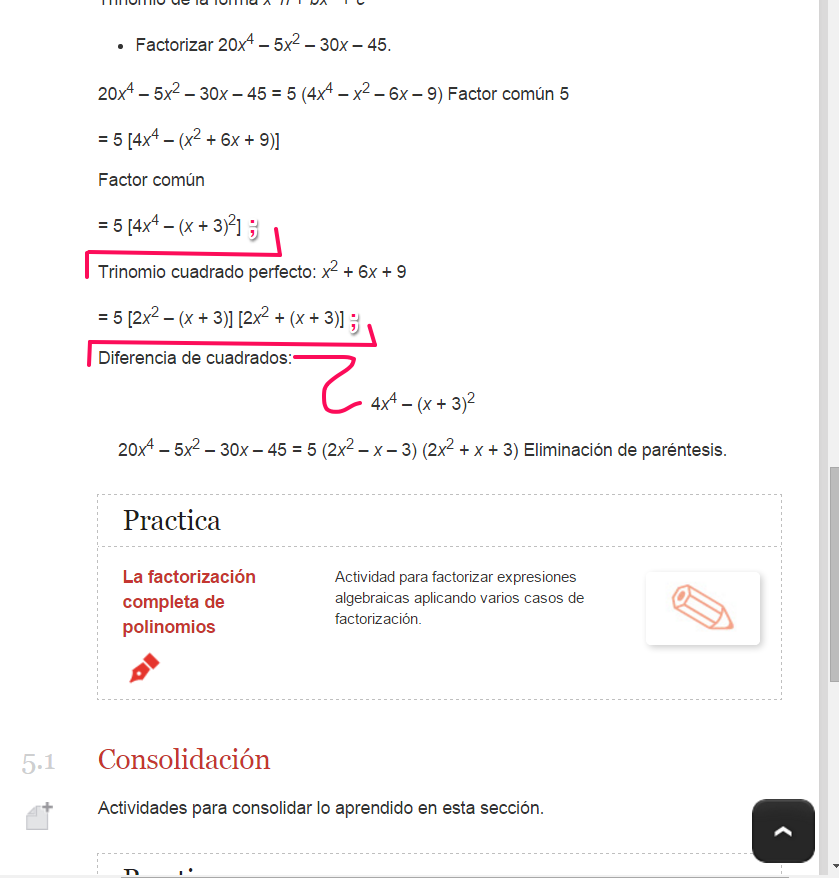 • Factorizar 20x⁴ – 5x² – 30x – 45.
20x⁴ – 5x² – 30x – 45 = 5 (4x⁴ – x² – 6x – 9) Factor común 5
= 5 [4x⁴ – (x² + 6x + 9)]
Factor común
= 5 [4x⁴ – (x + 3)²] ;
Trinomio cuadrado perfecto: x² + 6x + 9
= 5 [2x² – (x + 3)] [2x² + (x + 3)] ;
Diferencia de cuadrados:
4x⁴ – (x + 3)²
20x⁴ – 5x² – 30x – 45 = 5 (2x² – x – 3) (2x² + x + 3) Eliminación de paréntesis.
Practica
La factorización
completa de
polinomios
Actividad para factorizar expresiones
algebraicas aplicando varios casos de
factorización.
5.1 Consolidación
Actividades para consolidar lo aprendido en esta sección.